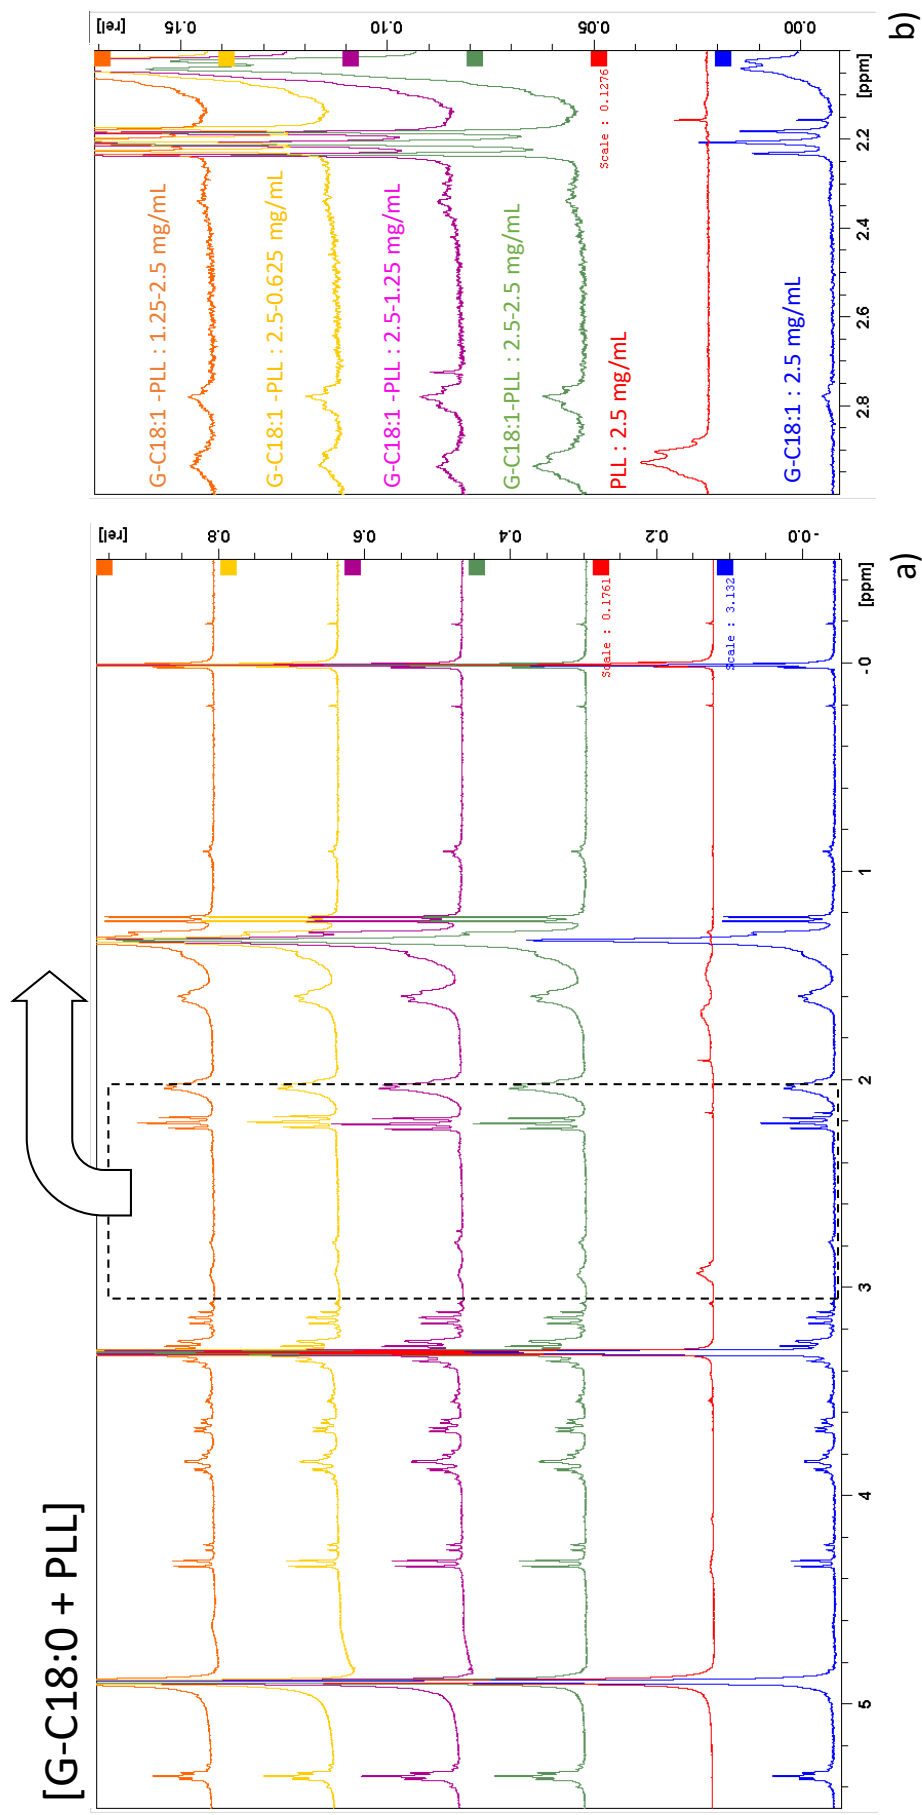 [G-C18:0 + PLL]
[rel]
0.8
0.6
0.4
0.2
-0.0
Scale : 0.1761
Scale : 3.132
5
4
3
2
1
-0
[ppm]
a)
[rel]
0.15
0.10
0.05
0.00
G-C18:1 -PLL : 1.25-2.5 mg/mL
G-C18:1 -PLL : 2.5-0.625 mg/mL
G-C18:1 -PLL : 2.5-1.25 mg/mL
G-C18:1-PLL : 2.5-2.5 mg/mL
Scale : 0.1276
PLL : 2.5 mg/mL
G-C18:1 : 2.5 mg/mL
2.8
2.6
2.4
2.2
[ppm]
b)